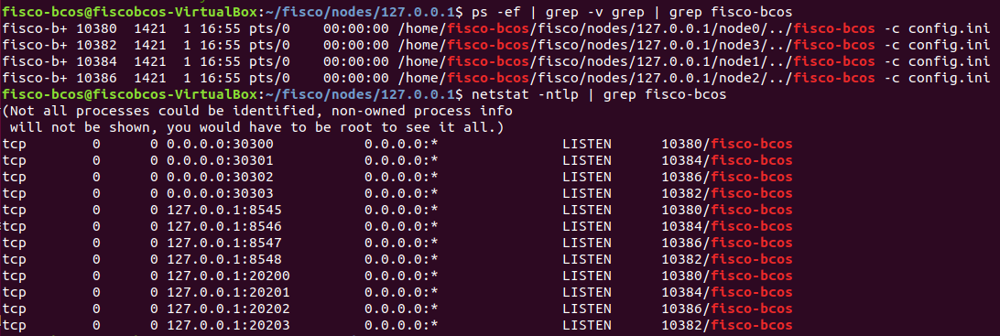 fisco-bcos@fiscobcos-VirtualBox:~/fisco/nodes/127.0.0.1$ ps -ef | grep -v grep | grep fisco-bcos
fisco-b+ 10380  1421  1 16:55 pts/0    00:00:00 /home/fisco-bcos/fisco/nodes/127.0.0.1/node0/../fisco-bcos -c config.ini
fisco-b+ 10382  1421  1 16:55 pts/0    00:00:00 /home/fisco-bcos/fisco/nodes/127.0.0.1/node3/../fisco-bcos -c config.ini
fisco-b+ 10384  1421  1 16:55 pts/0    00:00:00 /home/fisco-bcos/fisco/nodes/127.0.0.1/node1/../fisco-bcos -c config.ini
fisco-b+ 10386  1421  1 16:55 pts/0    00:00:00 /home/fisco-bcos/fisco/nodes/127.0.0.1/node2/../fisco-bcos -c config.ini
fisco-bcos@fiscobcos-VirtualBox:~/fisco/nodes/127.0.0.1$ netstat -ntlp | grep fisco-bcos
(Not all processes could be identified, non-owned process info
 will not be shown, you would have to be root to see it all.)
tcp        0      0 0.0.0.0:30300           0.0.0.0:*               LISTEN      10380/fisco-bcos
tcp        0      0 0.0.0.0:30301           0.0.0.0:*               LISTEN      10384/fisco-bcos
tcp        0      0 0.0.0.0:30302           0.0.0.0:*               LISTEN      10386/fisco-bcos
tcp        0      0 0.0.0.0:30303           0.0.0.0:*               LISTEN      10382/fisco-bcos
tcp        0      0 127.0.0.1:8545          0.0.0.0:*               LISTEN      10380/fisco-bcos
tcp        0      0 127.0.0.1:8546          0.0.0.0:*               LISTEN      10384/fisco-bcos
tcp        0      0 127.0.0.1:8547          0.0.0.0:*               LISTEN      10386/fisco-bcos
tcp        0      0 127.0.0.1:8548          0.0.0.0:*               LISTEN      10382/fisco-bcos
tcp        0      0 127.0.0.1:20200         0.0.0.0:*               LISTEN      10380/fisco-bcos
tcp        0      0 127.0.0.1:20201         0.0.0.0:*               LISTEN      10384/fisco-bcos
tcp        0      0 127.0.0.1:20202         0.0.0.0:*               LISTEN      10386/fisco-bcos
tcp        0      0 127.0.0.1:20203         0.0.0.0:*               LISTEN      10382/fisco-bcos